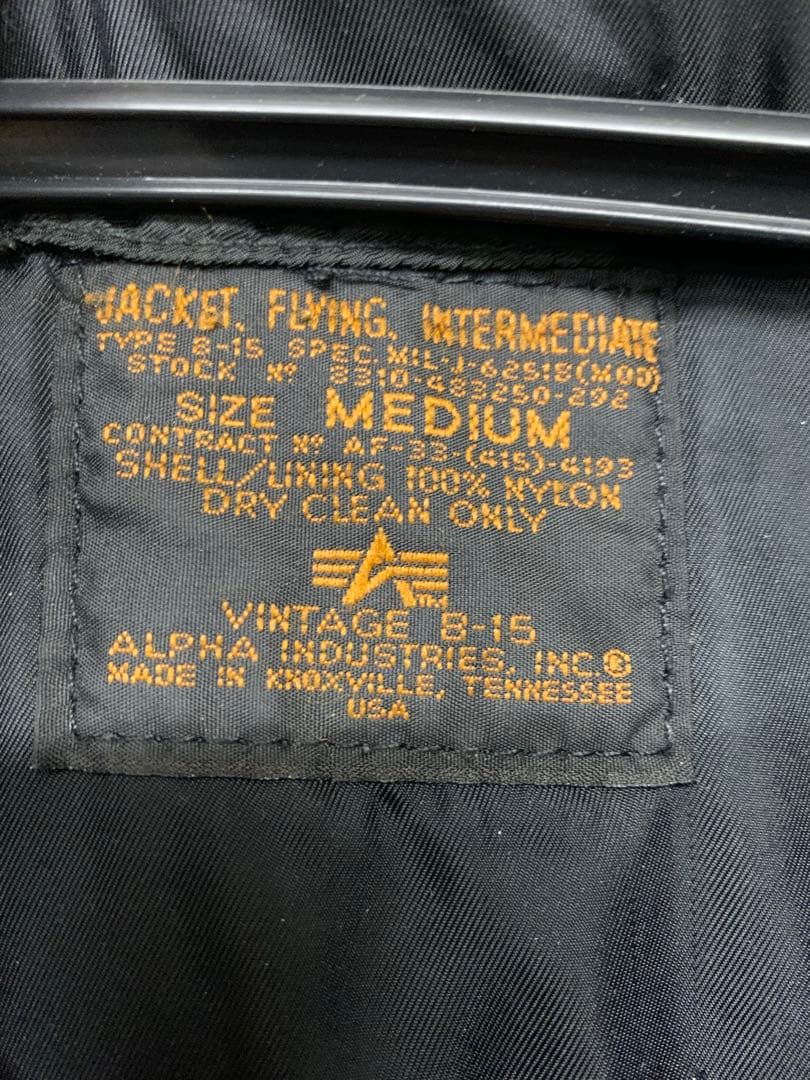 JACKET, FLYING, INTERMEDIATE
TYPE B-15 SPEC. MIL-J-6251B(MOD)
STOCK Nº 8310-483250-292
SIZE MEDIUM
CONTRACT Nº AF-33-(415)-4193
SHELL/LINING 100% NYLON
DRY CLEAN ONLY
TM
VINTAGE B-15
ALPHA INDUSTRIES, INC.®
MADE IN KNOXVILLE, TENNESSEE
USA